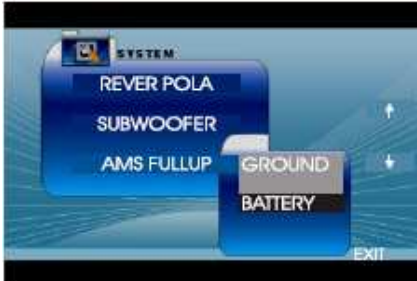 SYSTEM
REVER POLA
SUBWOOFER
AMS FULLUP
GROUND
BATTERY
EXIT